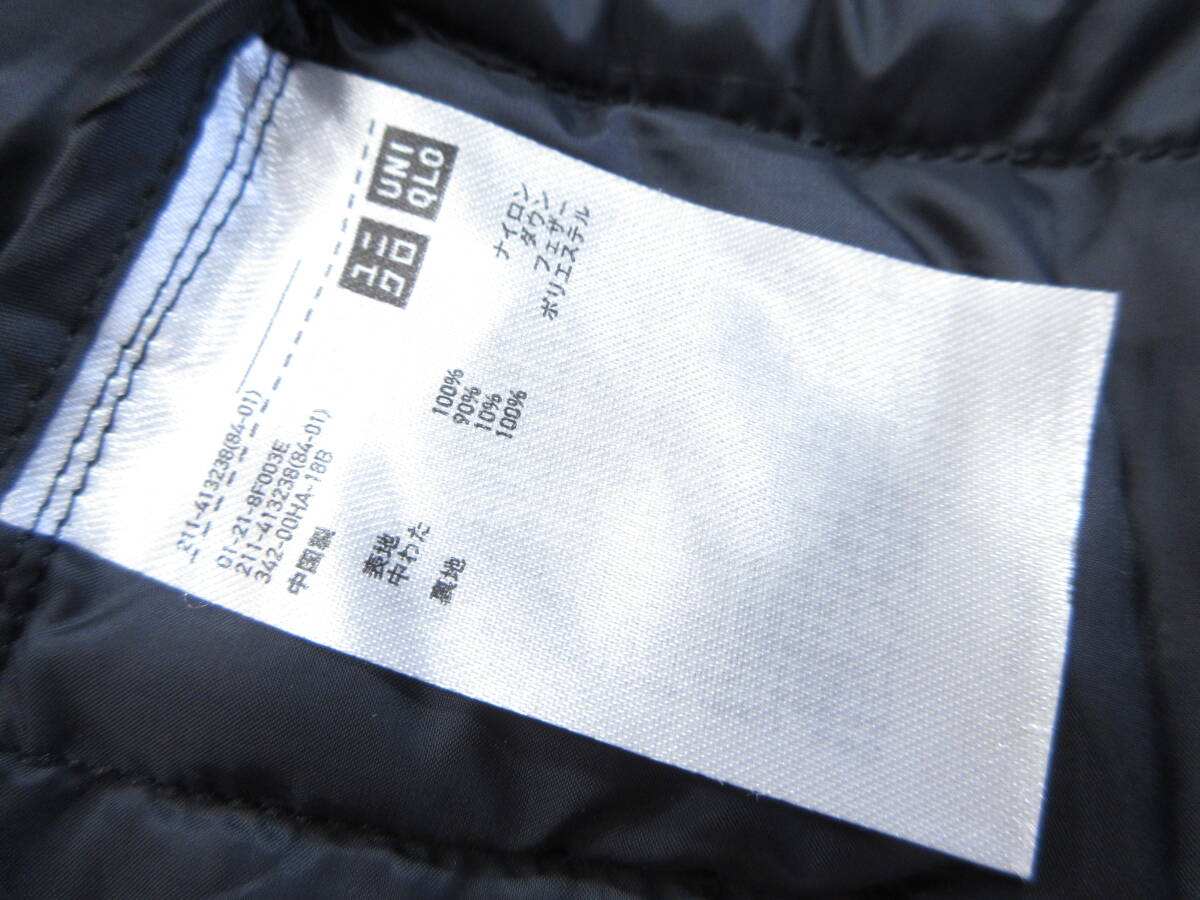 211-413238(84-01)
01-21-8F003E
211-413238(84-01)
342-00HA-18B
中国製
ユニ
クロ
UNI
QLO
表地 100% ナイロン
中わた 90% ダウン
10% フェザー
裏地 100% ポリエステル